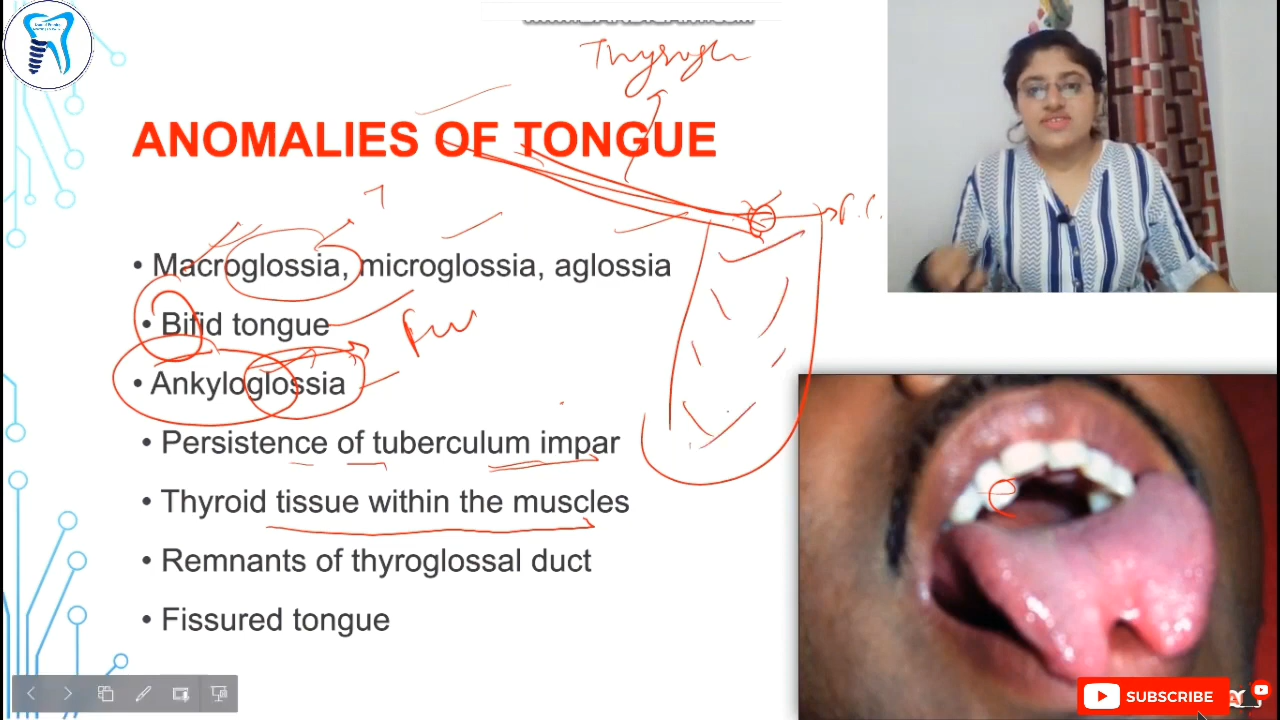 ANOMALIES OF TONGUE
• Macroglossia, microglossia, aglossia
• Bifid tongue
• Ankyloglossia
• Persistence of tuberculum impar
• Thyroid tissue within the muscles
• Remnants of thyroglossal duct
• Fissured tongue
SUBSCRIBE